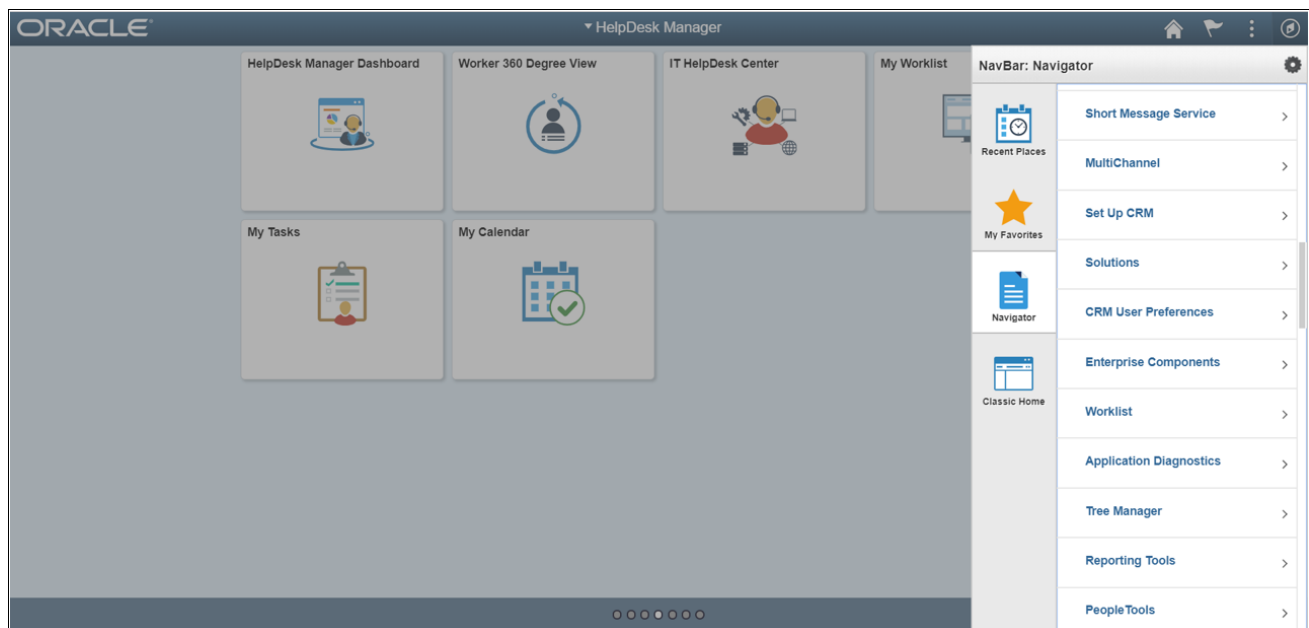 ORACLE
HelpDesk Manager
HelpDesk Manager Dashboard
Worker 360 Degree View
IT HelpDesk Center
My Worklist
My Tasks
My Calendar
NavBar: Navigator
Recent Places
My Favorites
Navigator
Classic Home
Short Message Service
MultiChannel
Set Up CRM
Solutions
CRM User Preferences
Enterprise Components
Worklist
Application Diagnostics
Tree Manager
Reporting Tools
PeopleTools